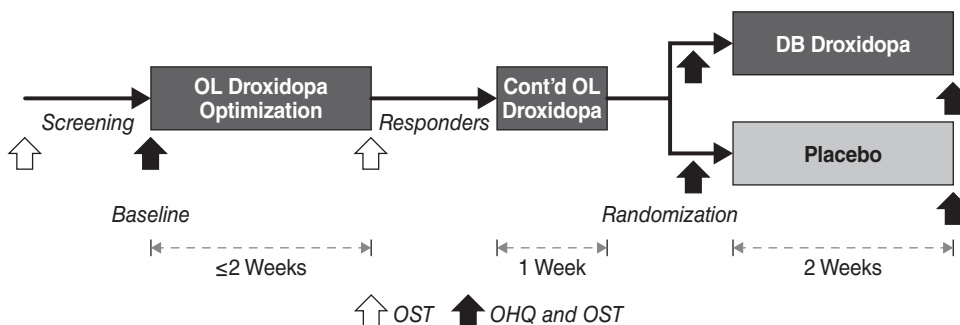 DB Droxidopa
OL Droxidopa
Optimization
Cont'd OL
Droxidopa
Screening
Responders
Placebo
Baseline
Randomization
≤2 Weeks
1 Week
2 Weeks
OST
OHQ and OST